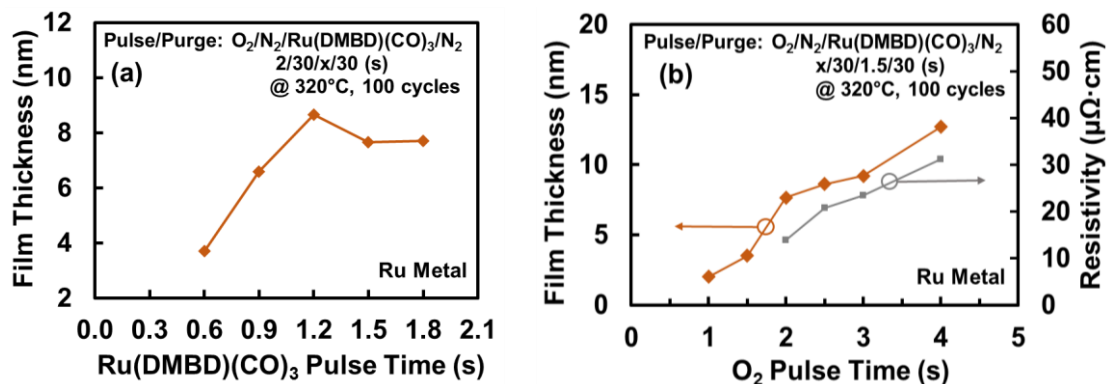 12
10
8
6
4
2
Film Thickness (nm)
Pulse/Purge: O₂/N₂/Ru(DMBD)(CO)₃/N₂
2/30/x/30 (s)
@ 320°C, 100 cycles
(a)
Ru Metal
0.0 0.3 0.6 0.9 1.2 1.5 1.8 2.1
Ru(DMBD)(CO)₃ Pulse Time (s)
20
15
10
5
0
Film Thickness (nm)
Pulse/Purge: O₂/N₂/Ru(DMBD)(CO)₃/N₂
x/30/1.5/30 (s)
@ 320°C, 100 cycles
(b)
Ru Metal
60
50
40
30
20
10
0
Resistivity (μΩ·cm)
0 1 2 3 4 5
O₂ Pulse Time (s)